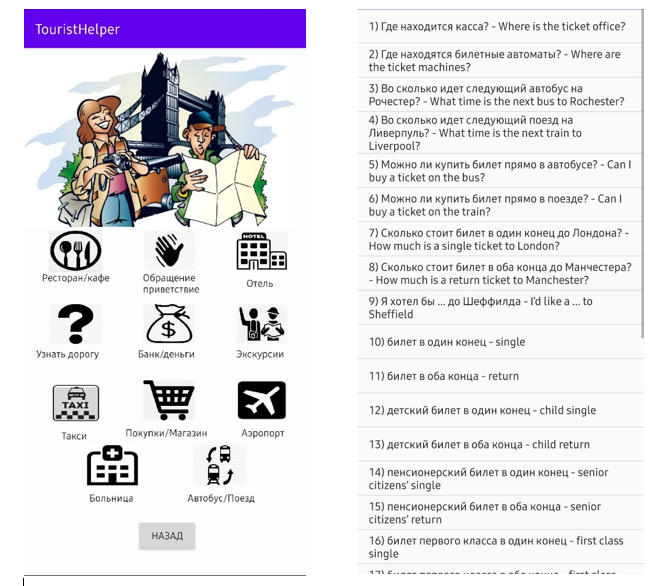 TouristHelper
HOTEL
Ресторан/кафе
Обращение
приветствие
Отель
$
?
Узнать дорогу
Банк/деньги
Экскурсии
TAXI
Такси
Покупки/Магазин
Аэропорт
Больница
Автобус/Поезд
НАЗАД
1) Где находится касса? - Where is the ticket office?
2) Где находятся билетные автоматы? - Where are
the ticket machines?
3) Во сколько идет следующий автобус на
Рочестер? - What time is the next bus to Rochester?
4) Во сколько идет следующий поезд на
Ливерпуль? - What time is the next train to
Liverpool?
5) Можно ли купить билет прямо в автобусе? - Can I
buy a ticket on the bus?
6) Можно ли купить билет прямо в поезде? - Can I
buy a ticket on the train?
7) Сколько стоит билет в один конец до Лондона? -
How much is a single ticket to London?
8) Сколько стоит билет в оба конца до Манчестера?
- How much is a return ticket to Manchester?
9) Я хотел бы ... до Шеффилда - I'd like a ... to
Sheffield
10) билет в один конец - single
11) билет в оба конца - return
12) детский билет в один конец - child single
13) детский билет в оба конца - child return
14) пенсионерский билет в один конец - senior
citizens' single
15) пенсионерский билет в оба конца - senior
citizens' return
16) билет первого класса в один конец - first class
single
17) билет первого класса в оба конца - first class